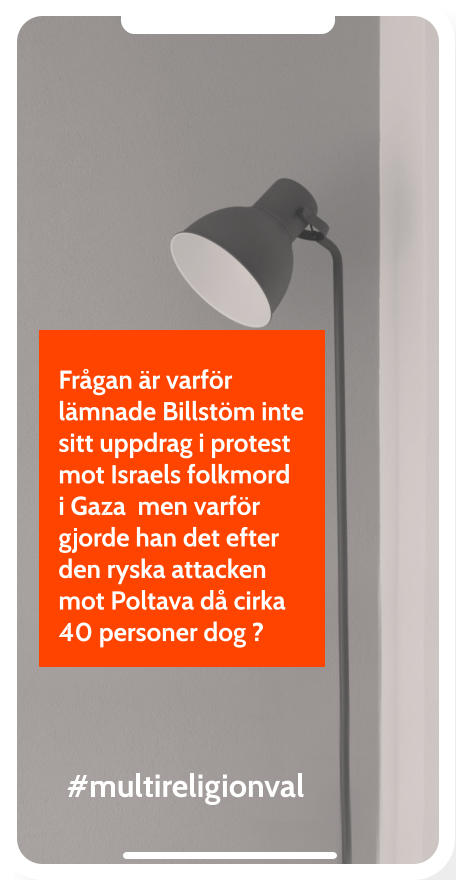 Frågan är varför
lämnade Billstöm inte
sitt uppdrag i protest
mot Israels folkmord
i Gaza  men varför
gjorde han det efter
den ryska attacken
mot Poltava då cirka
40 personer dog ?
#multireligionval